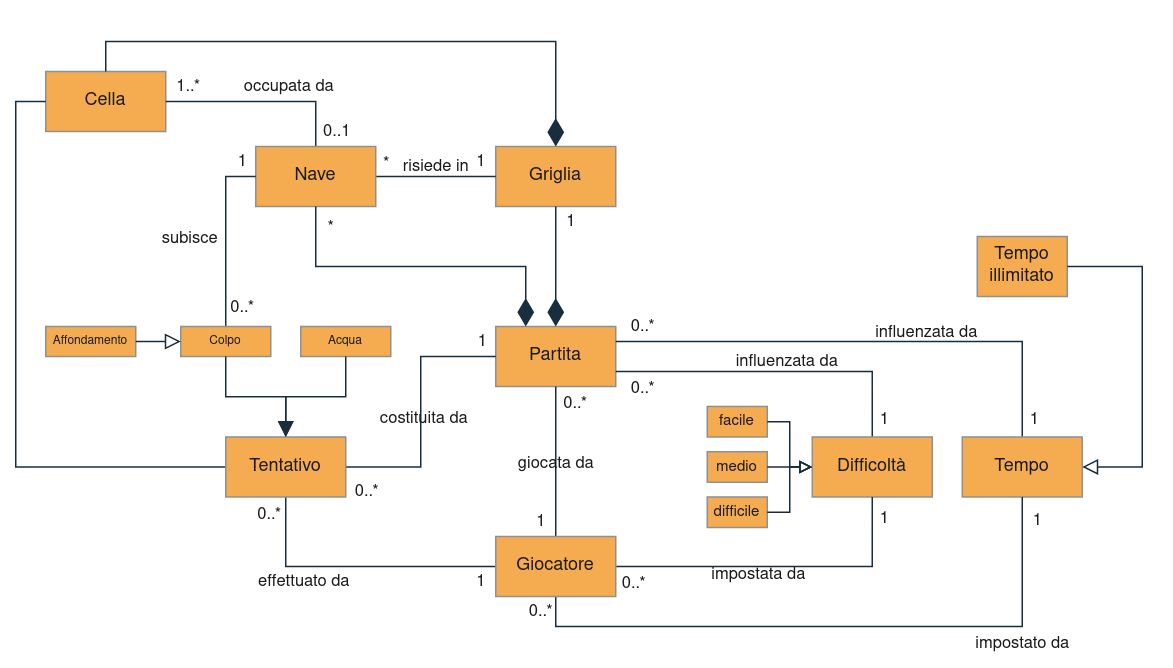 Cella
1..*
occupata da
0..1
1
Nave
*
risiede in
1
Griglia
*
1
subisce
Tempo
illimitato
0..*
Affondamento
Colpo
Acqua
1
Partita
0..*
influenzata da
influenzata da
0..*
0..*
1
1
costituita da
facile
medio
difficile
Difficoltà
Tempo
Tentativo
giocata da
0..*
0..*
1
1
1
Giocatore
effettuato da
1
0..*
impostata da
0..*
impostato da